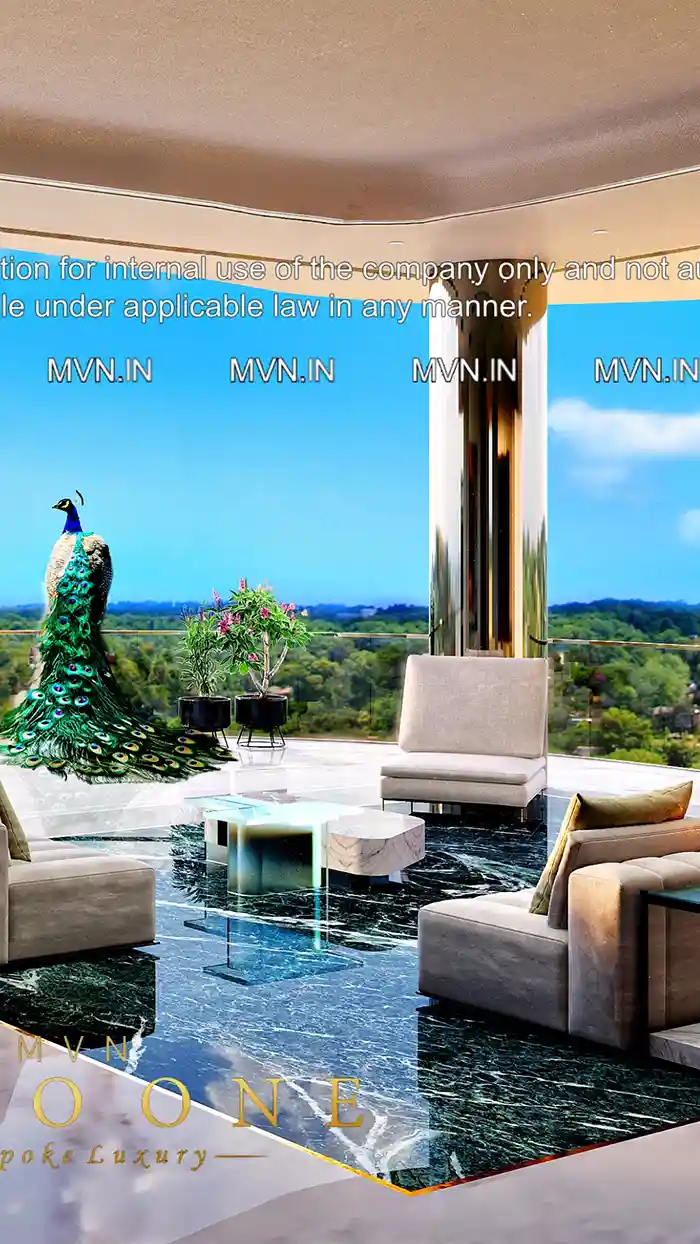 tion for internal use of the company only and not au
le under applicable law in any manner.
MVN.IN MVN.IN MVN.IN MVN.IN
MVN
O ONE
poke Luxury